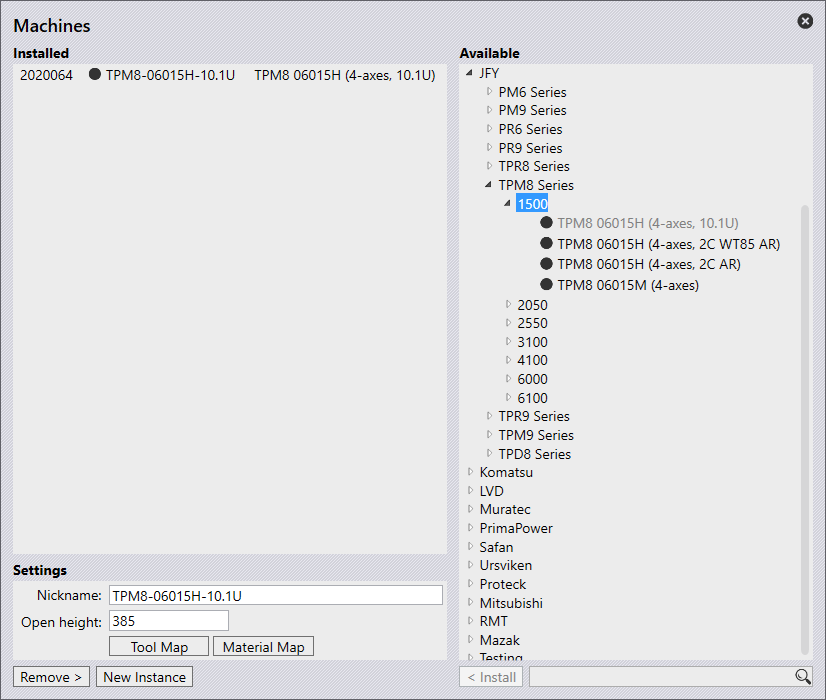 Machines
Installed
2020064 TPM8-06015H-10.1U TPM8 06015H (4-axes, 10.1U)
Settings
Nickname: TPM8-06015H-10.1U
Open height: 385
Tool Map Material Map
Remove > New Instance
Available
JFY
PM6 Series
PM9 Series
PR6 Series
PR9 Series
TPR8 Series
TPM8 Series
1500
TPM8 06015H (4-axes, 10.1U)
TPM8 06015H (4-axes, 2C WT85 AR)
TPM8 06015H (4-axes, 2C AR)
TPM8 06015M (4-axes)
2050
2550
3100
4100
6000
6100
TPR9 Series
TPM9 Series
TPD8 Series
Komatsu
LVD
Muratec
PrimaPower
Safan
Ursviken
Proteck
Mitsubishi
RMT
Mazak
Testing
< Install